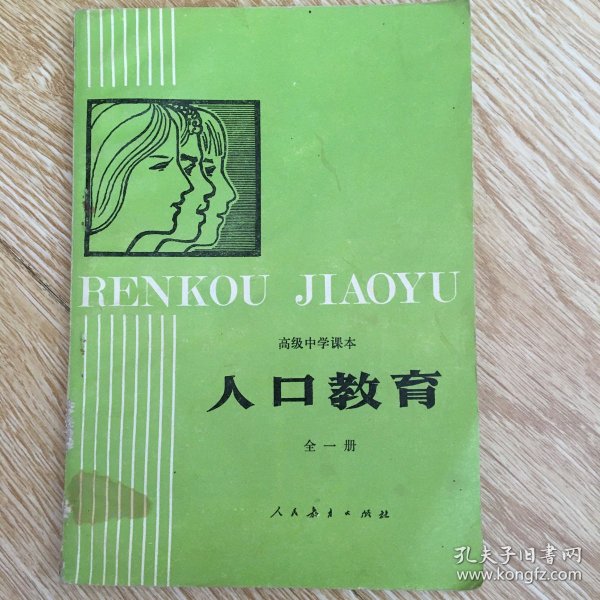 RENKOU JIAOYU
高级中学课本
人口教育
全一册
人民教育出版社
孔夫子旧书网
www.kongfz.com